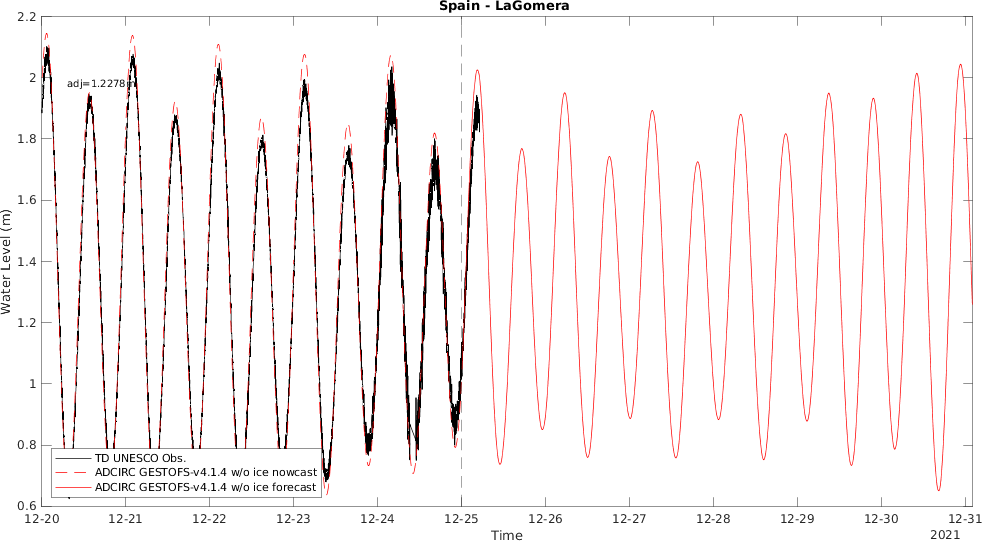 Spain - LaGomera
2.2
2
1.8
1.6
1.4
1.2
1
0.8
0.6
Water Level (m)
adj=1.2278m
TD UNESCO Obs.
ADCIRC GESTOFS-v4.1.4 w/o ice nowcast
ADCIRC GESTOFS-v4.1.4 w/o ice forecast
12-20 12-21 12-22 12-23 12-24 12-25 12-26 12-27 12-28 12-29 12-30 12-31
Time
2021